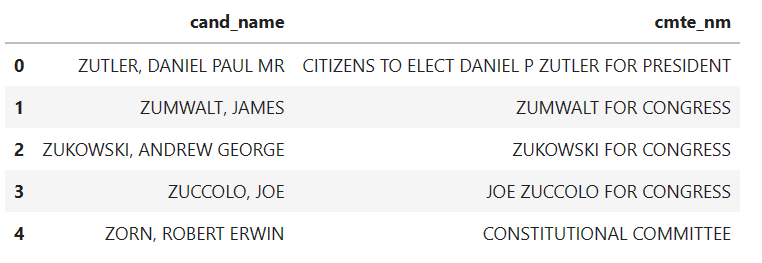 cand_name cmte_nm
0 ZUTLER, DANIEL PAUL MR CITIZENS TO ELECT DANIEL P ZUTLER FOR PRESIDENT
1 ZUMWALT, JAMES ZUMWALT FOR CONGRESS
2 ZUKOWSKI, ANDREW GEORGE ZUKOWSKI FOR CONGRESS
3 ZUCCOLO, JOE JOE ZUCCOLO FOR CONGRESS
4 ZORN, ROBERT ERWIN CONSTITUTIONAL COMMITTEE